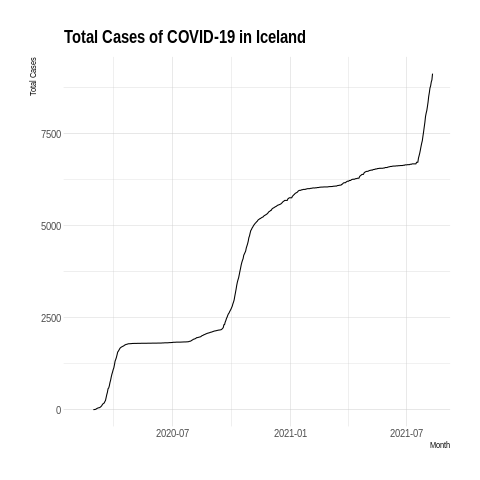 Total Cases of COVID-19 in Iceland
Total Cases
7500
5000
2500
0
2020-07 2021-01 2021-07
Month